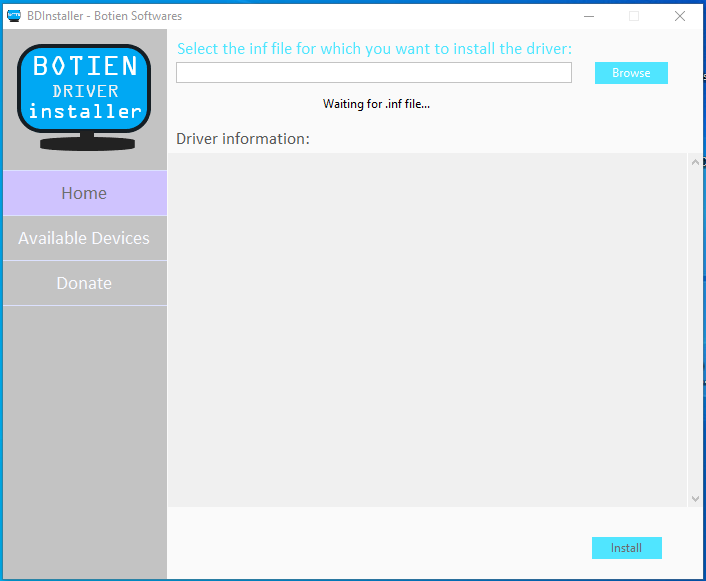 BDInstaller - Botien Softwares
BOTIEN
DRIVER
installer
Home
Available Devices
Donate
Select the inf file for which you want to install the driver:
Browse
Waiting for .inf file...
Driver information:
Install